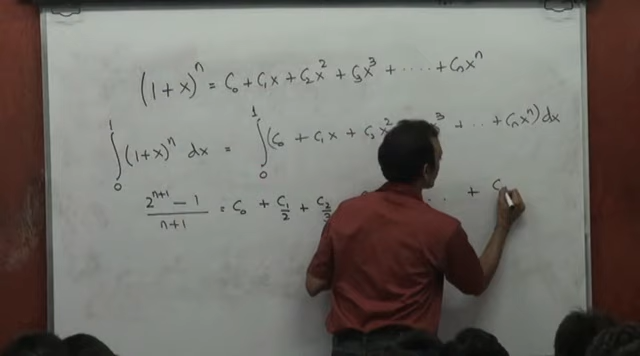 (1+x)^n = C₀ + C₁x + C₂x² + C₃x³ + ..... + Cₙxⁿ
∫₀¹ (1+x)^n dx = ∫₀¹ (C₀ + C₁x + C₂x² ³ + .. + Cₙxⁿ) dx
(2^(n+1) - 1)/(n+1) = C₀ + C₁/2 + C₂/3 .. + C